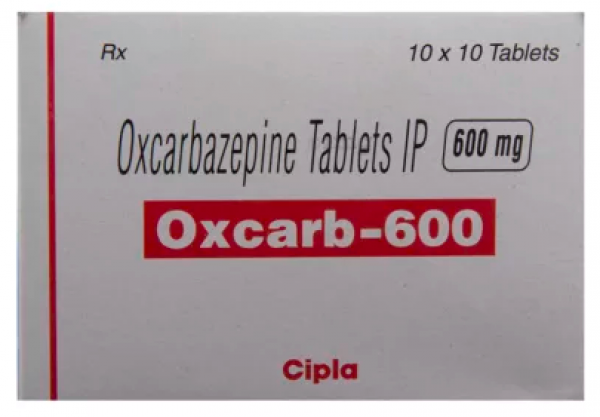 Rx 10 x 10 Tablets
Oxcarbazepine Tablets IP 600 mg
Oxcarb-600
Cipla